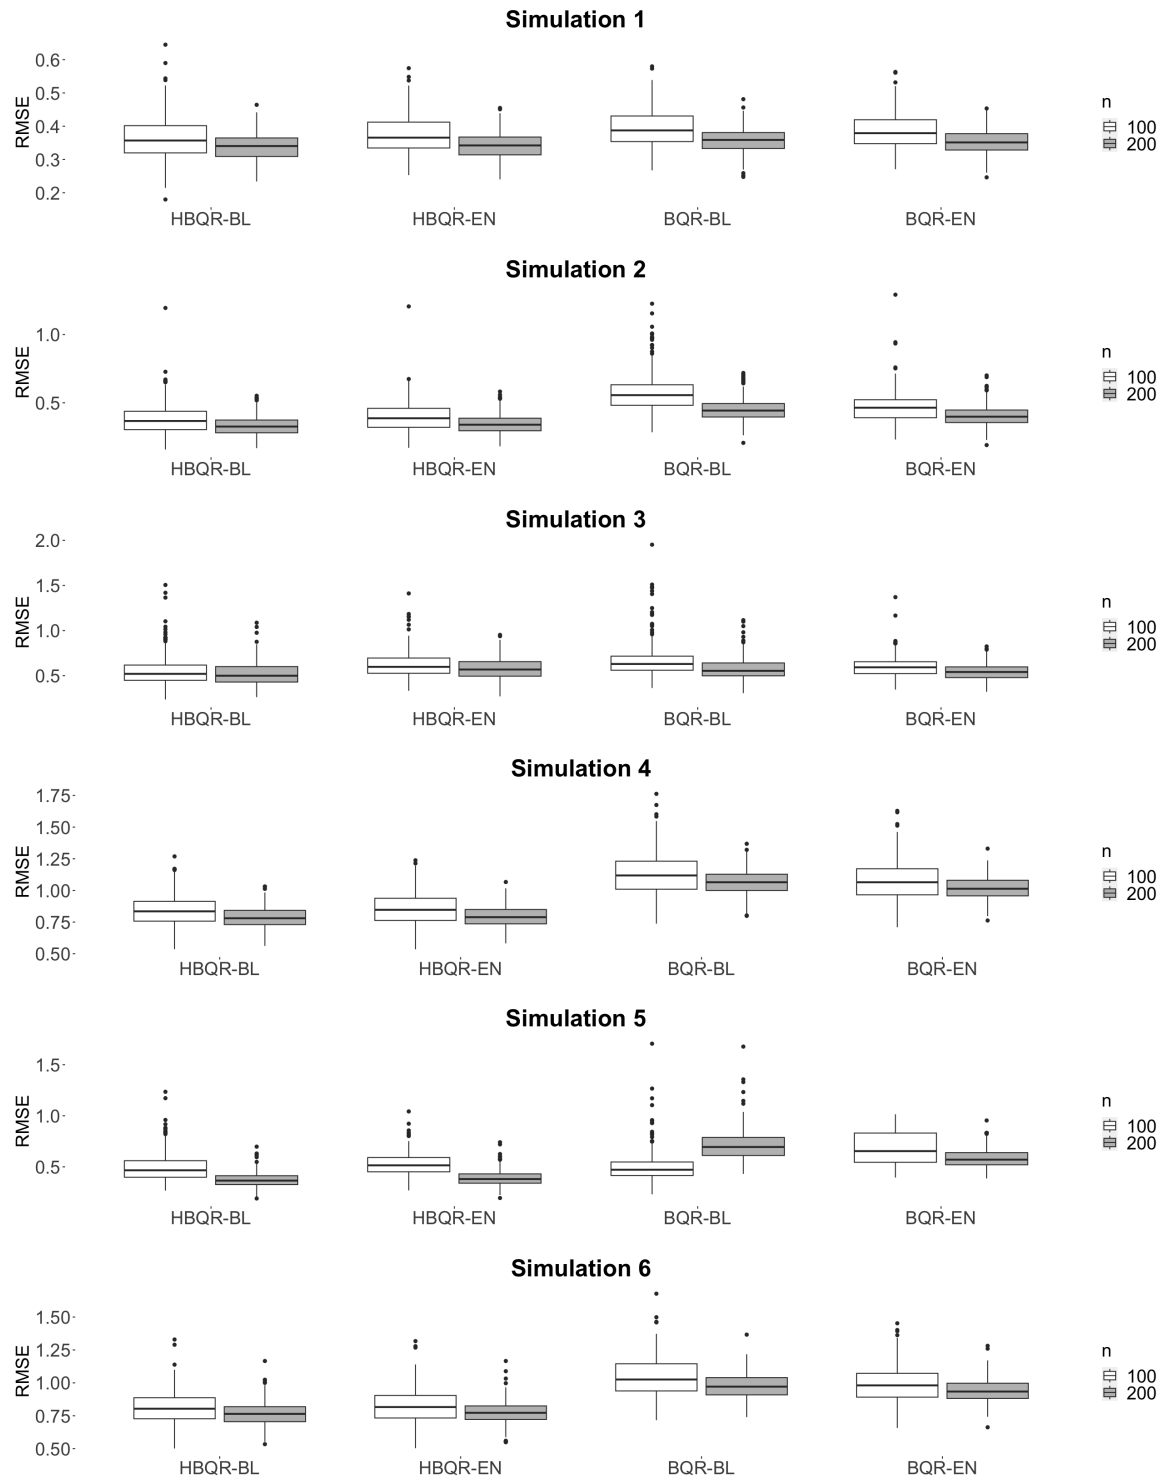 Simulation 1
RMSE
0.6
0.5
0.4
0.3
0.2
HBQR-BL HBQR-EN BQR-BL BQR-EN
n
100
200
Simulation 2
RMSE
1.0
0.5
HBQR-BL HBQR-EN BQR-BL BQR-EN
n
100
200
Simulation 3
RMSE
2.0
1.5
1.0
0.5
HBQR-BL HBQR-EN BQR-BL BQR-EN
n
100
200
Simulation 4
RMSE
1.75
1.50
1.25
1.00
0.75
0.50
HBQR-BL HBQR-EN BQR-BL BQR-EN
n
100
200
Simulation 5
RMSE
1.5
1.0
0.5
HBQR-BL HBQR-EN BQR-BL BQR-EN
n
100
200
Simulation 6
RMSE
1.50
1.25
1.00
0.75
0.50
HBQR-BL HBQR-EN BQR-BL BQR-EN
n
100
200